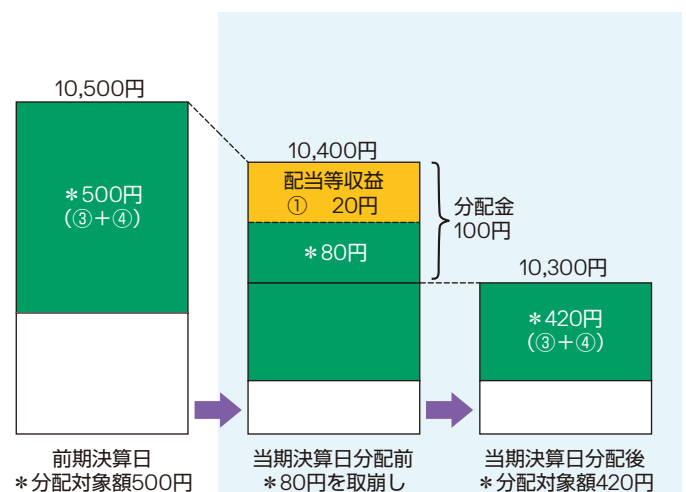 10,500円
＊500円
(③＋④)
10,400円
配当等収益
①　20円
＊80円
分配金
100円
10,300円
＊420円
(③＋④)
前期決算日
＊分配対象額500円
当期決算日分配前
＊80円を取崩し
当期決算日分配後
＊分配対象額420円